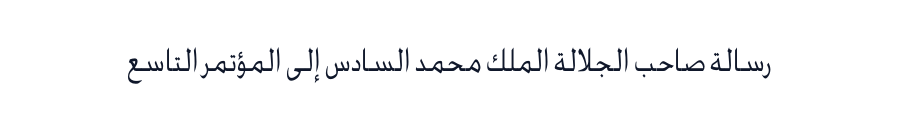 رسالة صاحب الجلالة الملك محمد السادس إلى المؤتمر التاسع